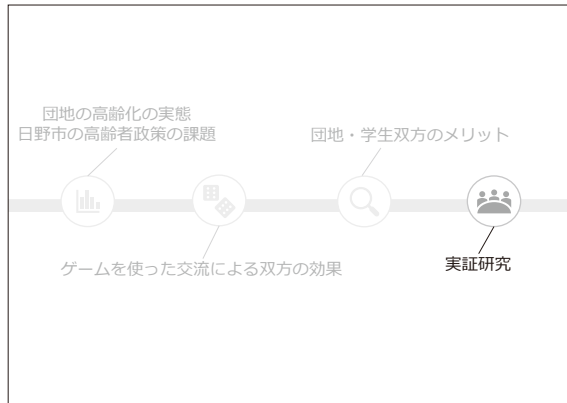 団地の高齢化の実態
日野市の高齢者政策の課題
団地・学生双方のメリット
ゲームを使った交流による双方の効果
実証研究